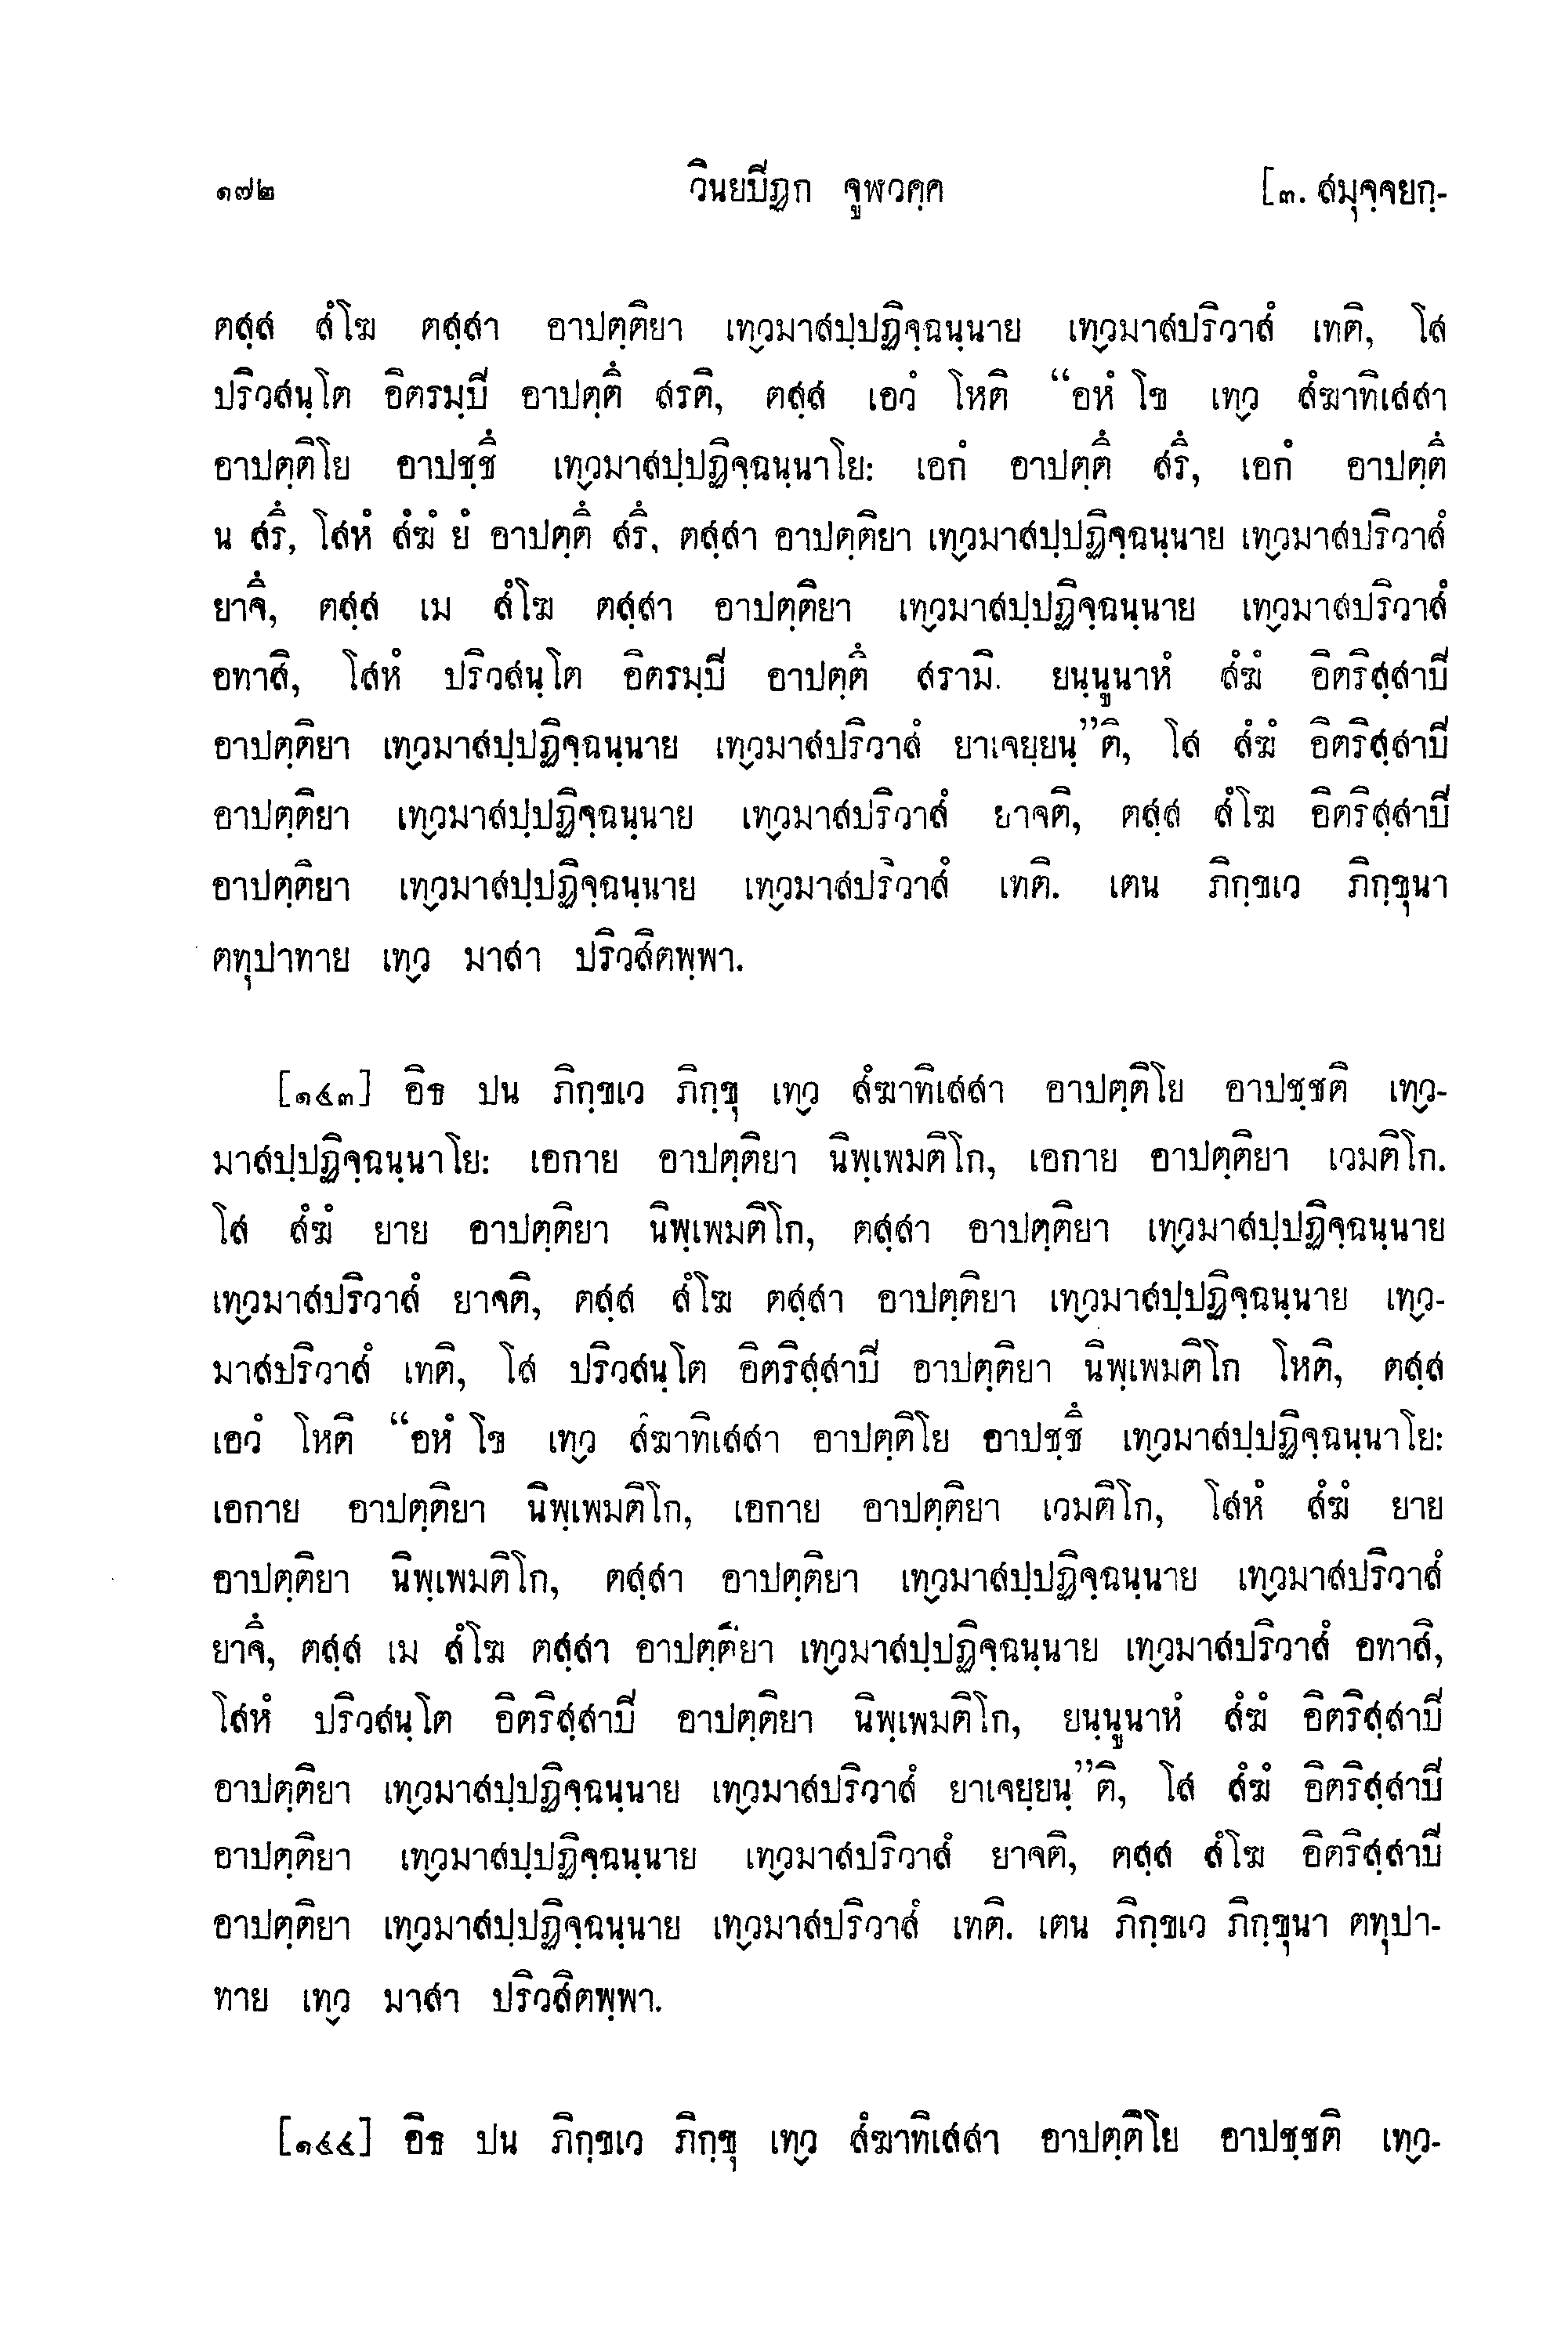 ๑๗๒ วินยปิฏก จูฬวคฺค [๓. สมุจฺจยกฺ-
ตสฺส สํโฆ ตสฺสา อาปตฺติยา เทฺวมาสปฺปฏิจฺฉนฺนาย เทฺวมาสปริวาสํ เทติ, โส
ปริวสนฺโต อิตรมฺปิ อาปตฺตึ สรติ, ตสฺส เอวํ โหติ “อหํ โข เทฺว สํฆาทิเสสา
อาปตฺติโย อาปชฺชึ เทฺวมาสปฺปฏิจฺฉนฺนาโย: เอกํ อาปตฺตึ สรึ, เอกํ อาปตฺตึ
น สรึ, โสหํ สํฆํ ยํ อาปตฺตึ สรึ, ตสฺสา อาปตฺติยา เทฺวมาสปฺปฏิจฺฉนฺนาย เทฺวมาสปริวาสํ
ยาจึ, ตสฺส เม สํโฆ ตสฺสา อาปตฺติยา เทฺวมาสปฺปฏิจฺฉนฺนาย เทฺวมาสปริวาสํ
อทาสิ, โสหํ ปริวสนฺโต อิตรมฺปิ อาปตฺตึ สรามิ. ยนฺนูนาหํ สํฆํ อิตริสฺสาปิ
อาปตฺติยา เทฺวมาสปฺปฏิจฺฉนฺนาย เทฺวมาสปริวาสํ ยาเจยฺยนฺ”ติ, โส สํฆํ อิตริสฺสาปิ
อาปตฺติยา เทฺวมาสปฺปฏิจฺฉนฺนาย เทฺวมาสปริวาสํ ยาจติ, ตสฺส สํโฆ อิตริสฺสาปิ
อาปตฺติยา เทฺวมาสปฺปฏิจฺฉนฺนาย เทฺวมาสปริวาสํ เทติ. เตน ภิกฺขเว ภิกฺขุนา
ตทุปาทาย เทฺว มาสา ปริวสิตพฺพา.
[๑๔๓] อิธ ปน ภิกฺขเว ภิกฺขุ เทฺว สํฆาทิเสสา อาปตฺติโย อาปชฺชติ เทฺว-
มาสปฺปฏิจฺฉนฺนาโย: เอกาย อาปตฺติยา นิพฺเพมติโก, เอกาย อาปตฺติยา เวมติโก.
โส สํฆํ ยาย อาปตฺติยา นิพฺเพมติโก, ตสฺสา อาปตฺติยา เทฺวมาสปฺปฏิจฺฉนฺนาย
เทฺวมาสปริวาสํ ยาจติ, ตสฺส สํโฆ ตสฺสา อาปตฺติยา เทฺวมาสปฺปฏิจฺฉนฺนาย เทฺว-
มาสปริวาสํ เทติ, โส ปริวสนฺโต อิตริสฺสาปิ อาปตฺติยา นิพฺเพมติโก โหติ, ตสฺส
เอวํ โหติ “อหํ โข เทฺว สํฆาทิเสสา อาปตฺติโย อาปชฺชึ เทฺวมาสปฺปฏิจฺฉนฺนาโย:
เอกาย อาปตฺติยา นิพฺเพมติโก, เอกาย อาปตฺติยา เวมติโก, โสหํ สํฆํ ยาย
อาปตฺติยา นิพฺเพมติโก, ตสฺสา อาปตฺติยา เทฺวมาสปฺปฏิจฺฉนฺนาย เทฺวมาสปริวาสํ
ยาจึ, ตสฺส เม สํโฆ ตสฺสา อาปตฺติยา เทฺวมาสปฺปฏิจฺฉนฺนาย เทฺวมาสปริวาสํ อทาสิ,
โสหํ ปริวสนฺโต อิตริสฺสาปิ อาปตฺติยา นิพฺเพมติโก, ยนฺนูนาหํ สํฆํ อิตริสฺสาปิ
อาปตฺติยา เทฺวมาสปฺปฏิจฺฉนฺนาย เทฺวมาสปริวาสํ ยาเจยฺยนฺ”ติ, โส สํฆํ อิตริสฺสาปิ
อาปตฺติยา เทฺวมาสปฺปฏิจฺฉนฺนาย เทฺวมาสปริวาสํ ยาจติ, ตสฺส สํโฆ อิตริสฺสาปิ
อาปตฺติยา เทฺวมาสปฺปฏิจฺฉนฺนาย เทฺวมาสปริวาสํ เทติ. เตน ภิกฺขเว ภิกฺขุนา ตทุปา-
ทาย เทฺว มาสา ปริวสิตพฺพา.
[๑๔๔] อิธ ปน ภิกฺขเว ภิกฺขุ เทฺว สํฆาทิเสสา อาปตฺติโย อาปชฺชติ เทฺว-